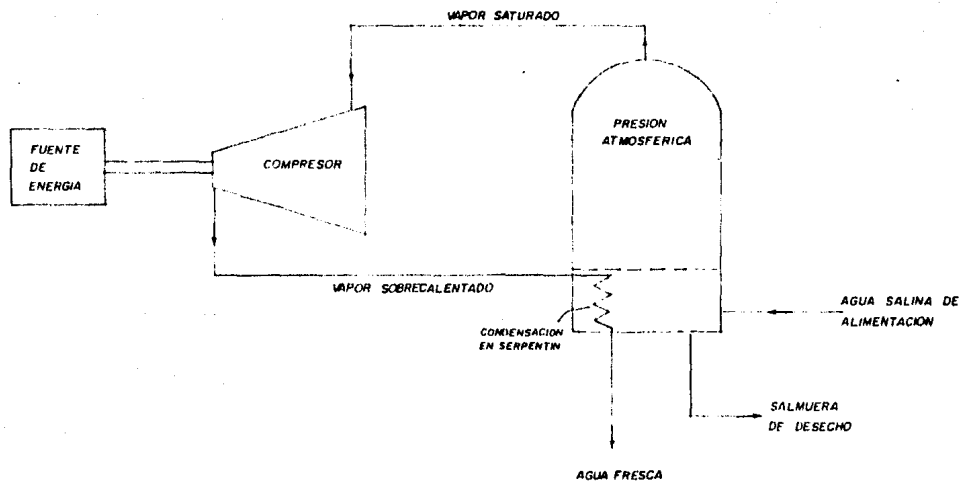 VAPOR SATURADO
PRESION
ATMOSFERICA
FUENTE
DE
ENERGIA
COMPRESOR
VAPOR SOBRECALENTADO
CONDENSACION
EN SERPENTIN
AGUA SALINA DE
ALIMENTACION
SALMUERA
DE DESECHO
AGUA FRESCA